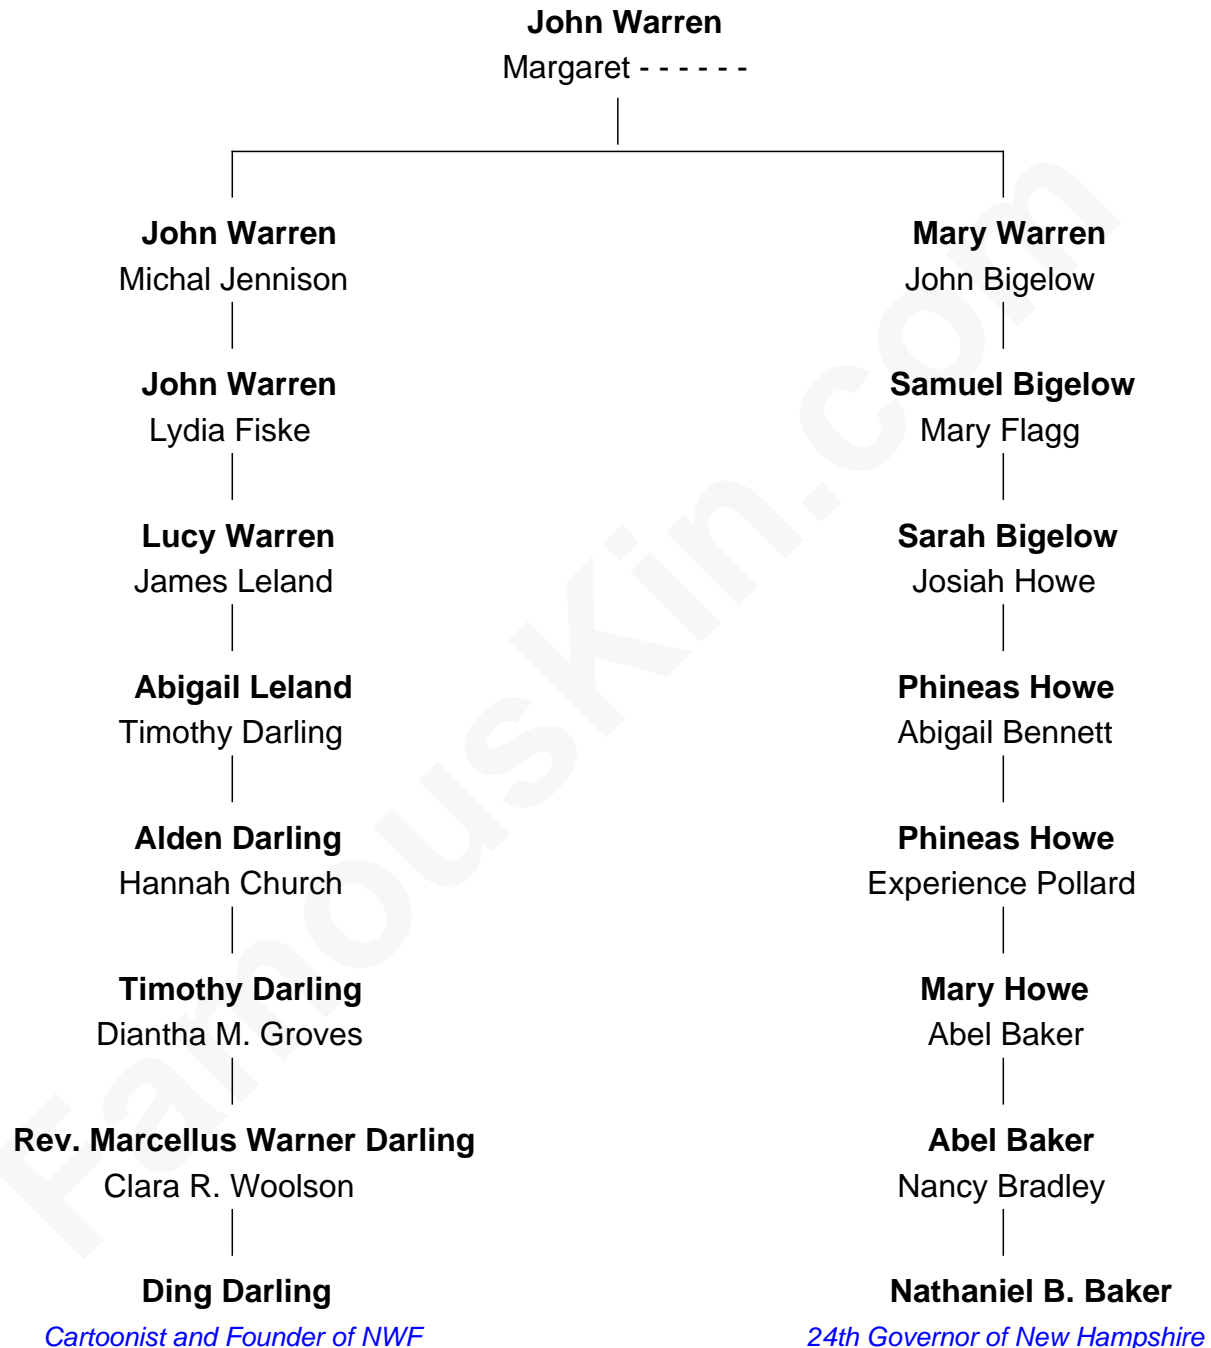 John Warren
Margaret - - - - - -
John Warren
Michal Jennison
Mary Warren
John Bigelow
John Warren
Lydia Fiske
Samuel Bigelow
Mary Flagg
Lucy Warren
James Leland
Sarah Bigelow
Josiah Howe
Abigail Leland
Timothy Darling
Phineas Howe
Abigail Bennett
Alden Darling
Hannah Church
Phineas Howe
Experience Pollard
Timothy Darling
Diantha M. Groves
Mary Howe
Abel Baker
Rev. Marcellus Warner Darling
Clara R. Woolson
Abel Baker
Nancy Bradley
Ding Darling
Cartoonist and Founder of NWF
Nathaniel B. Baker
24th Governor of New Hampshire
FamousKin.com